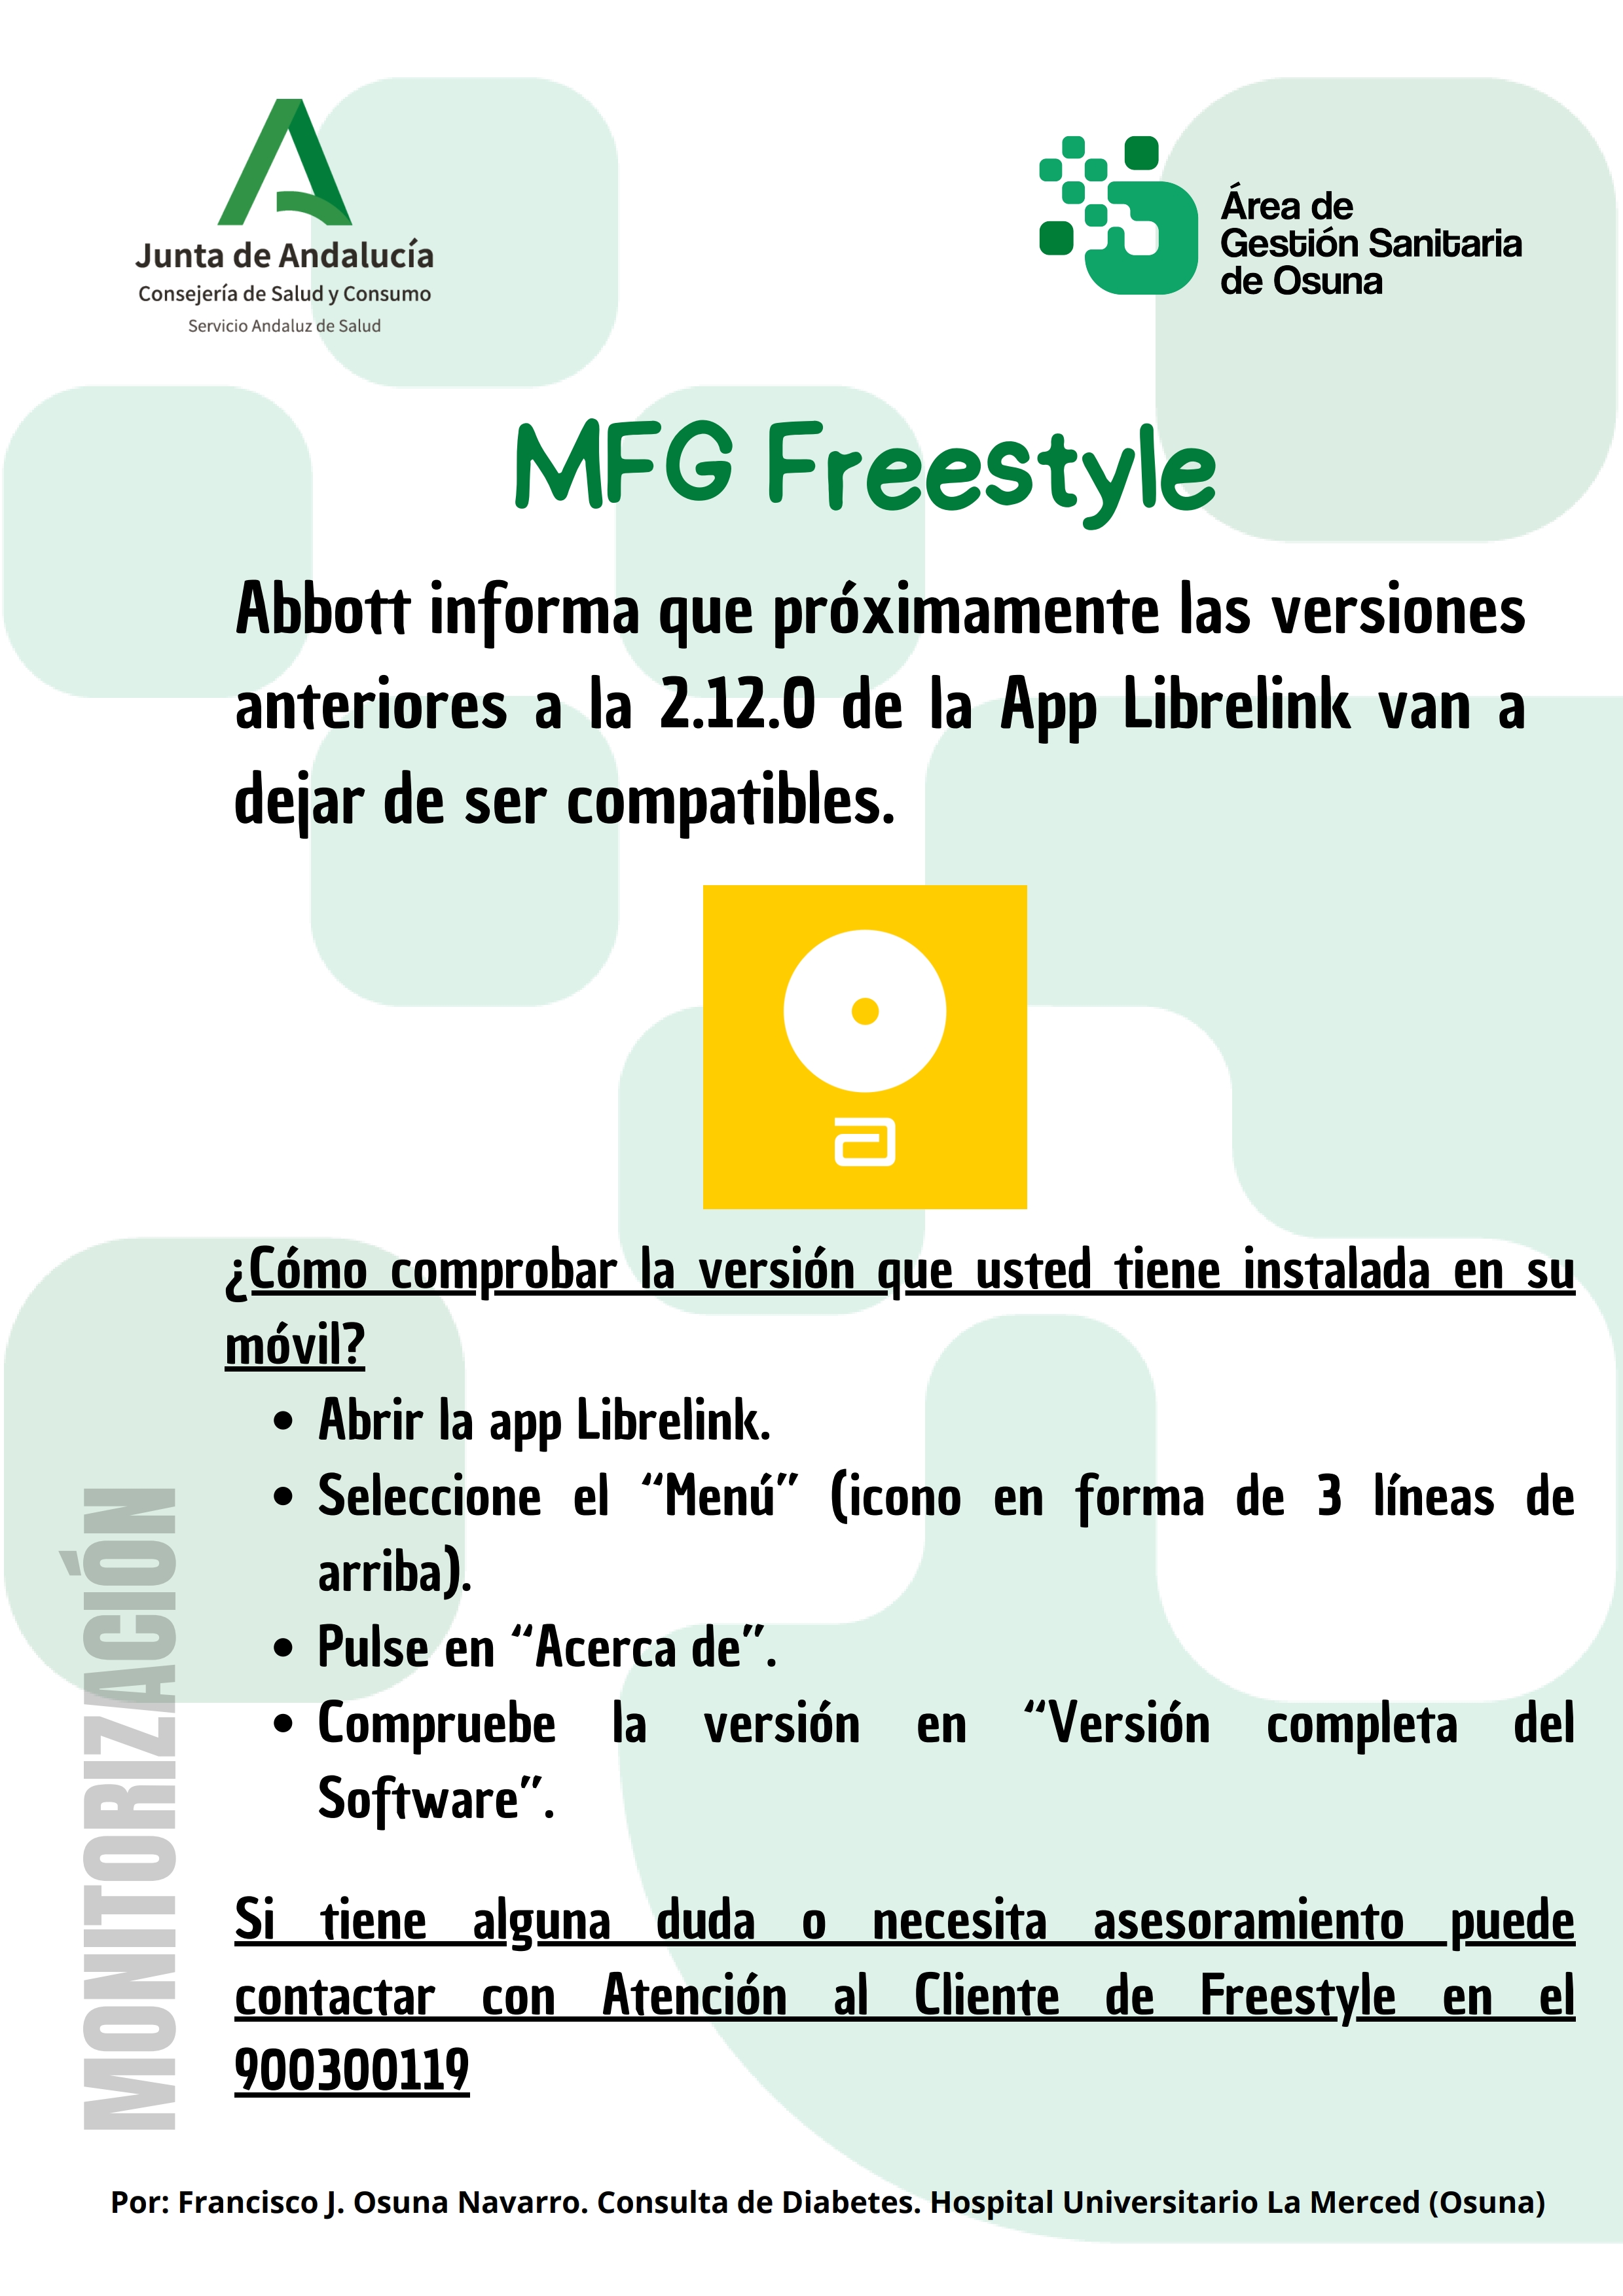 Junta de Andalucía
Consejería de Salud y Consumo
Servicio Andaluz de Salud
Área de
Gestión Sanitaria
de Osuna
MFG Freestyle
Abbott informa que próximamente las versiones
anteriores a la 2.12.0 de la App Librelink van a
dejar de ser compatibles.
a
¿Cómo comprobar la versión que usted tiene instalada en su
móvil?
• Abrir la app Librelink.
• Seleccione el “Menú” (icono en forma de 3 líneas de
arriba).
• Pulse en “Acerca de”.
• Compruebe la versión en “Versión completa del
Software”.
MONITORIZACIÓN
Si tiene alguna duda o necesita asesoramiento puede
contactar con Atención al Cliente de Freestyle en el
900300119
Por: Francisco J. Osuna Navarro. Consulta de Diabetes. Hospital Universitario La Merced (Osuna)